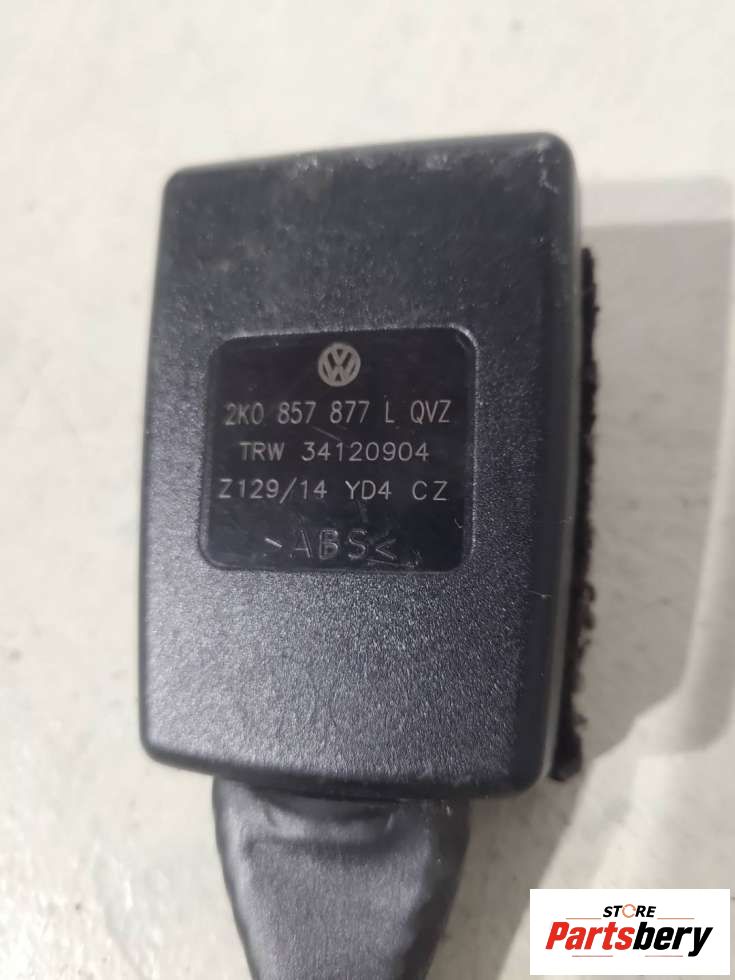 2K0 857 877 L QVZ
TRW 34120904
Z129/14 YD4 CZ
>ABS<
STORE
Partsbery